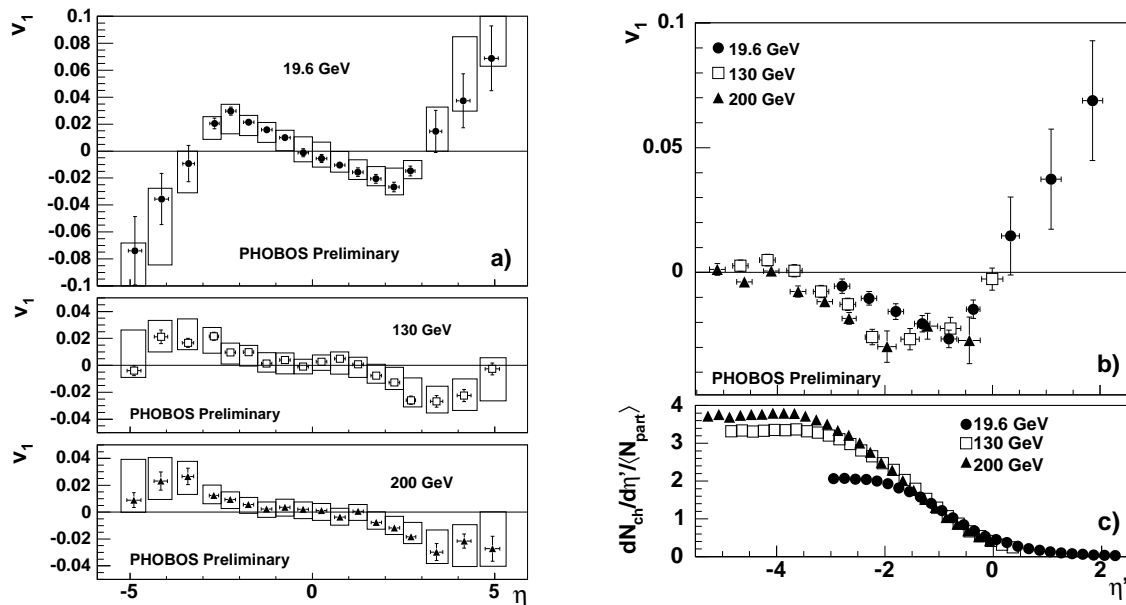 v₁
0.1
0.08
0.06
0.04
0.02
0
-0.02
-0.04
-0.06
-0.08
-0.1
19.6 GeV
PHOBOS Preliminary
a)
v₁
0.04
0.02
0
-0.02
-0.04
130 GeV
PHOBOS Preliminary
v₁
0.04
0.02
0
-0.02
-0.04
200 GeV
PHOBOS Preliminary
-5 0 5 η
v₁
0.1
0.05
0
19.6 GeV
130 GeV
200 GeV
PHOBOS Preliminary
b)
dN_ch/dη'/⟨N_part⟩
4
3
2
1
0
19.6 GeV
130 GeV
200 GeV
c)
-4 -2 0 2 η'